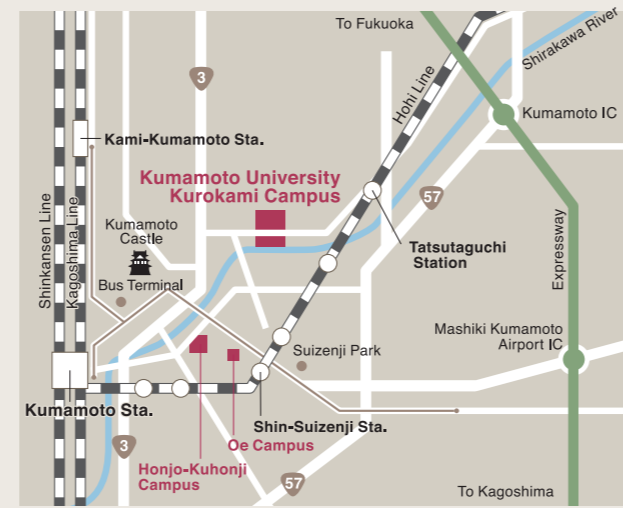 To Fukuoka
Shirakawa River
3
Hohi Line
Kumamoto IC
Kami-Kumamoto Sta.
Kumamoto University
Kurokami Campus
57
Shinkansen Line
Kagoshima Line
Kumamoto
Castle
Tatsutaguchi
Station
Expressway
Bus Terminal
Mashiki Kumamoto
Airport IC
Suizenji Park
Kumamoto Sta.
Shin-Suizenji Sta.
Oe Campus
3
Honjo-Kuhonji
Campus
57
To Kagoshima